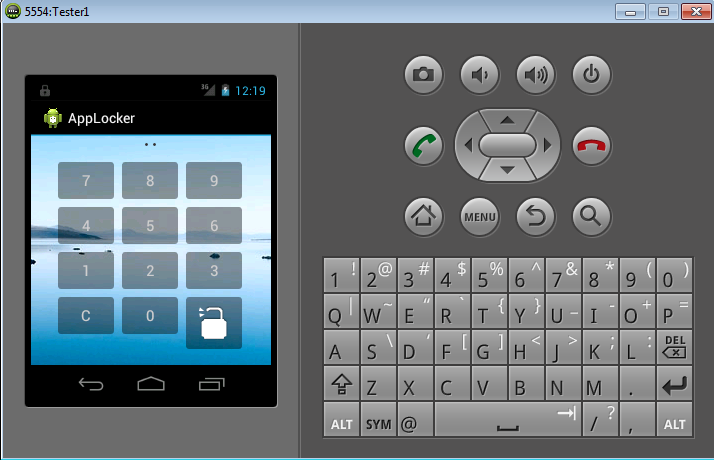 5554:Tester1
3G 12:19
AppLocker
••
7 8 9
4 5 6
1 2 3
C 0
MENU
1 ! 2 @ 3 # 4 $ 5 % 6 ^ 7 & 8 * 9 ( 0 )
Q | W ~ E “ R ` T { Y } U _ I - O + P =
A S \ D ‘ F [ G ] H < J > K ; L : DEL
Z X C V B N M .
ALT SYM @ / ? , ALT